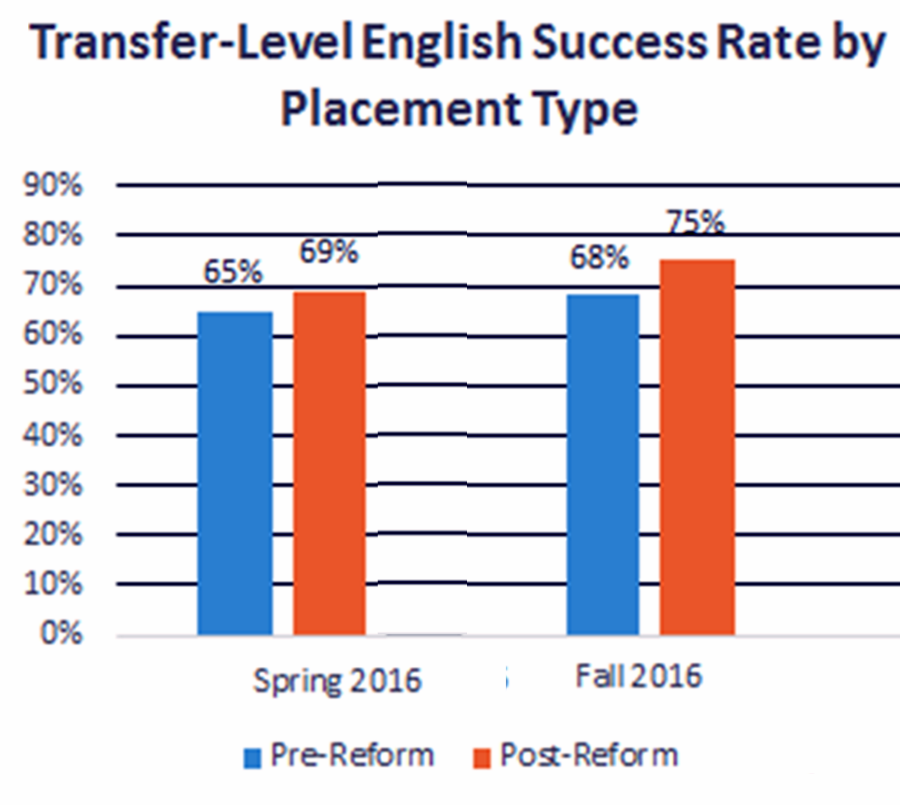 Transfer-Level English Success Rate by
Placement Type
90%
80%
70%
60%
50%
40%
30%
20%
10%
0%
65%
69%
68%
75%
Spring 2016
Fall 2016
Pre-Reform
Post-Reform